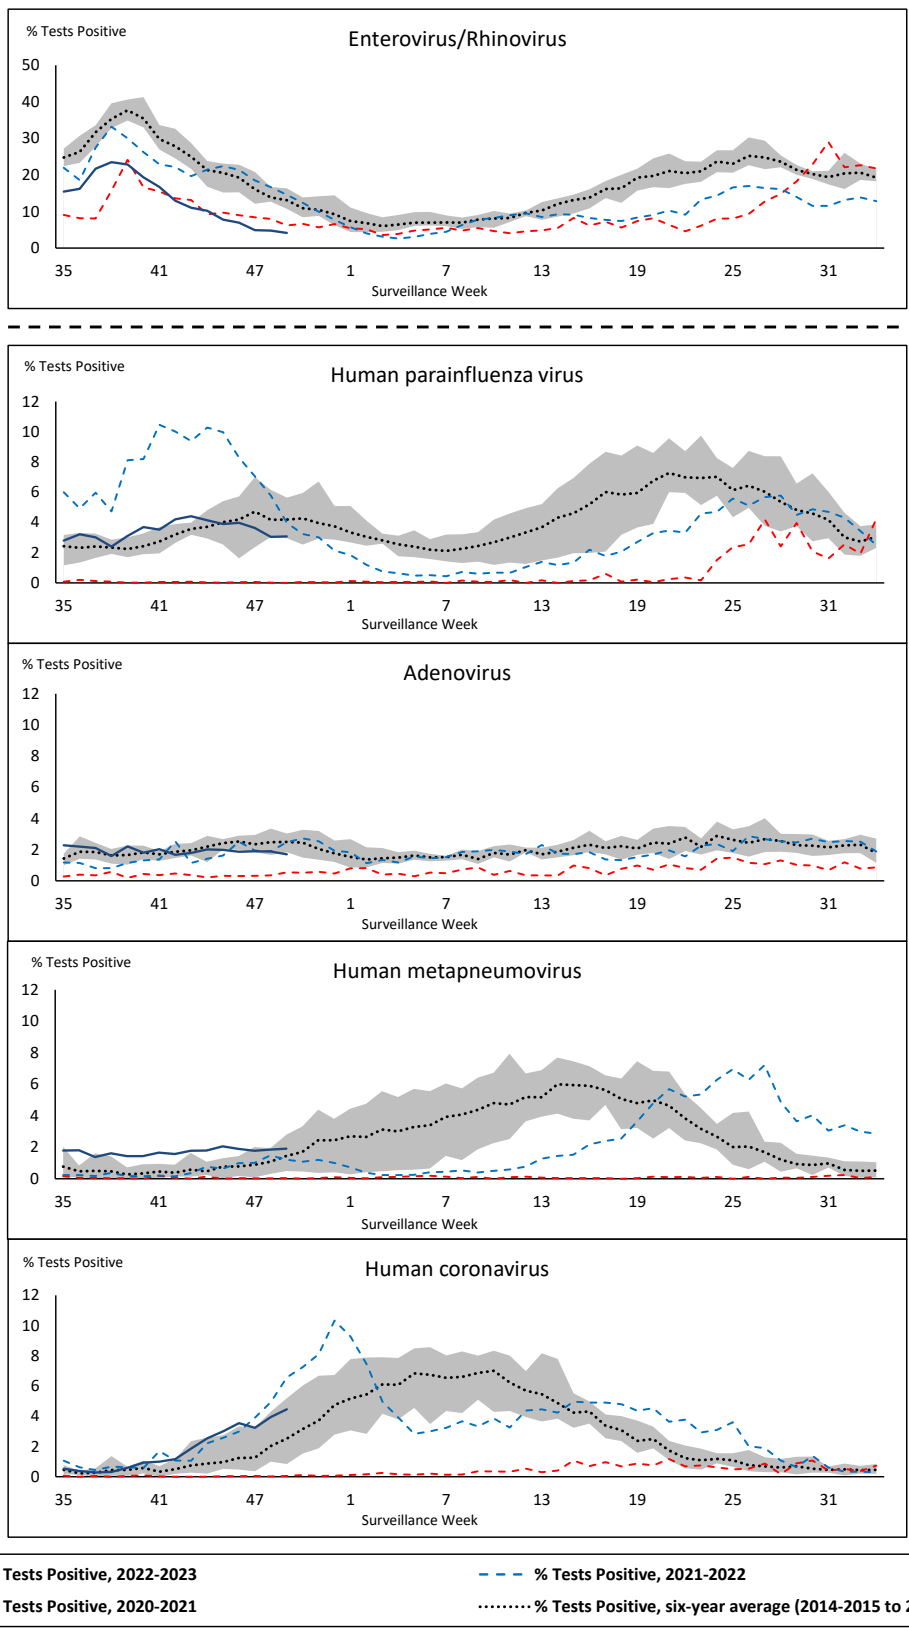 % Tests Positive
Enterovirus/Rhinovirus
50
40
30
20
10
0
35 41 47 1 7 13 19 25 31
Surveillance Week
% Tests Positive
Human parainfluenza virus
12
10
8
6
4
2
0
35 41 47 1 7 13 19 25 31
Surveillance Week
% Tests Positive
Adenovirus
12
10
8
6
4
2
0
35 41 47 1 7 13 19 25 31
Surveillance Week
% Tests Positive
Human metapneumovirus
12
10
8
6
4
2
0
35 41 47 1 7 13 19 25 31
Surveillance Week
% Tests Positive
Human coronavirus
12
10
8
6
4
2
0
35 41 47 1 7 13 19 25 31
Surveillance Week
Tests Positive, 2022-2023 % Tests Positive, 2021-2022
Tests Positive, 2020-2021 % Tests Positive, six-year average (2014-2015 to 2